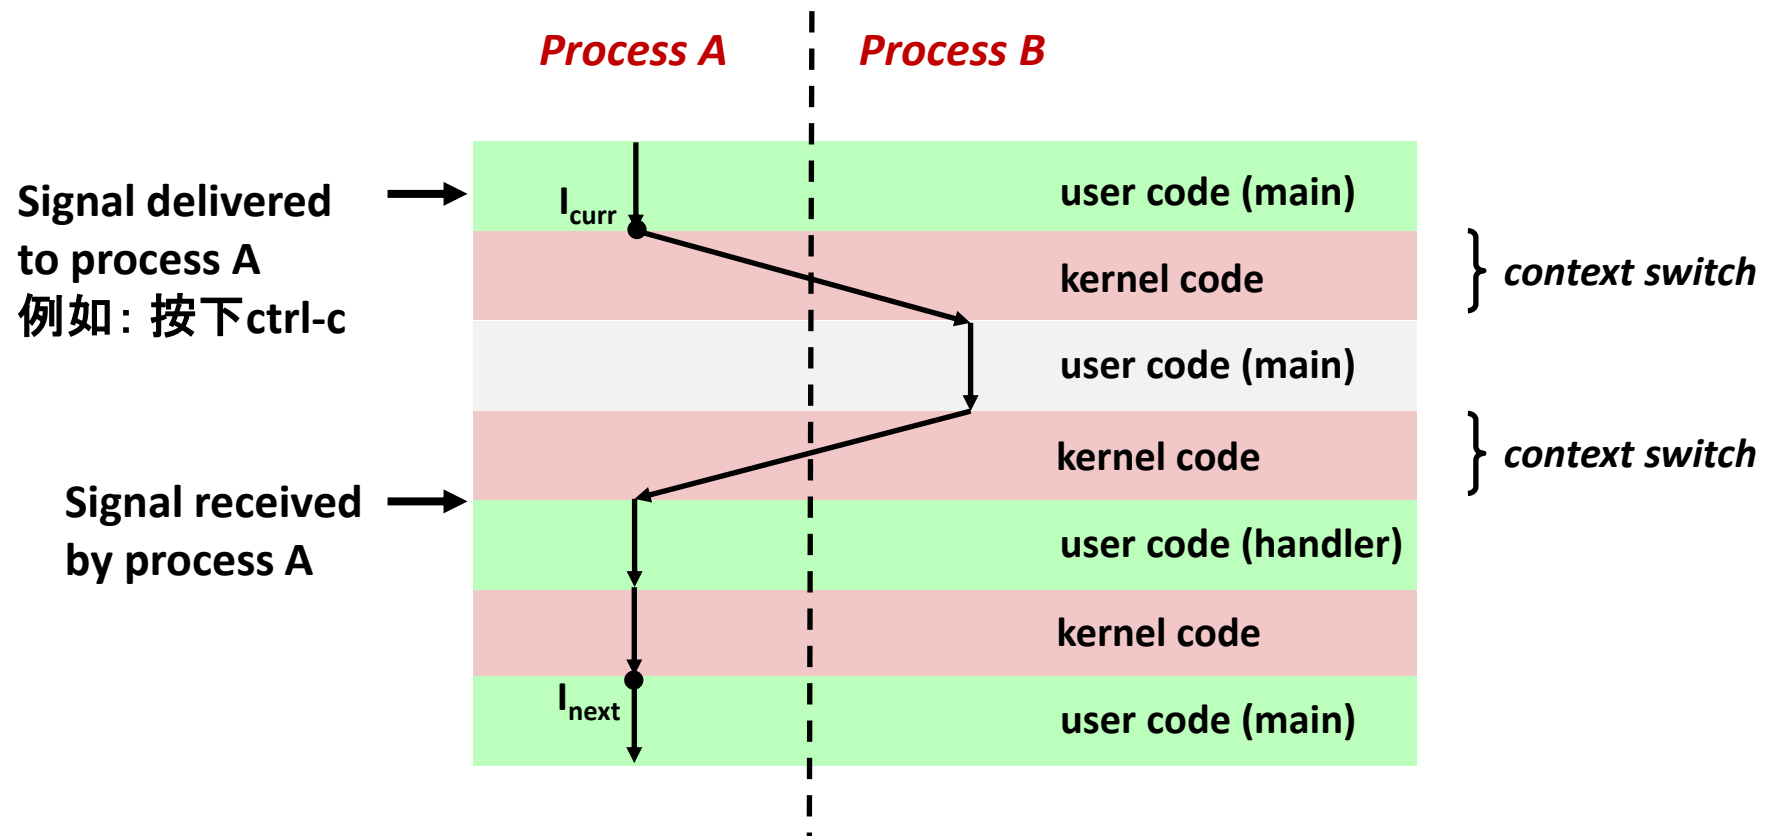 Process A
Process B
Signal delivered
to process A
例如：按下ctrl-c
I_curr
user code (main)
kernel code
context switch
user code (main)
kernel code
context switch
Signal received
by process A
user code (handler)
kernel code
I_next
user code (main)